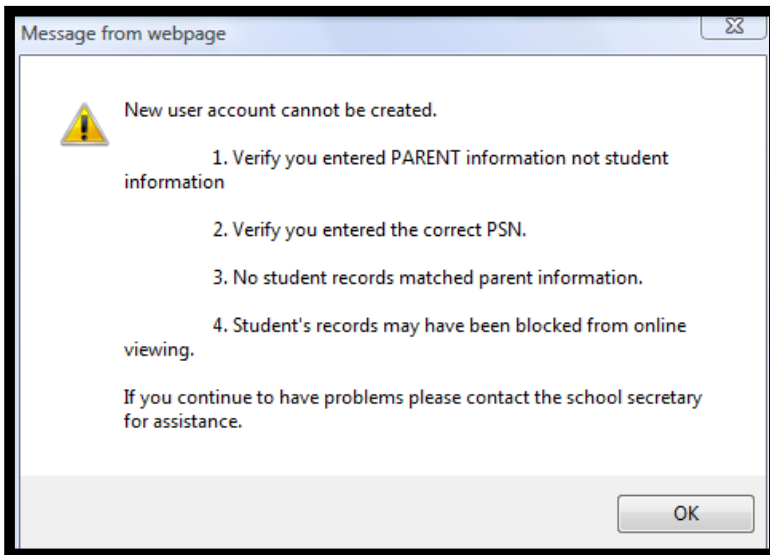 Message from webpage
New user account cannot be created.
1. Verify you entered PARENT information not student
information
2. Verify you entered the correct PSN.
3. No student records matched parent information.
4. Student's records may have been blocked from online
viewing.
If you continue to have problems please contact the school secretary
for assistance.
OK